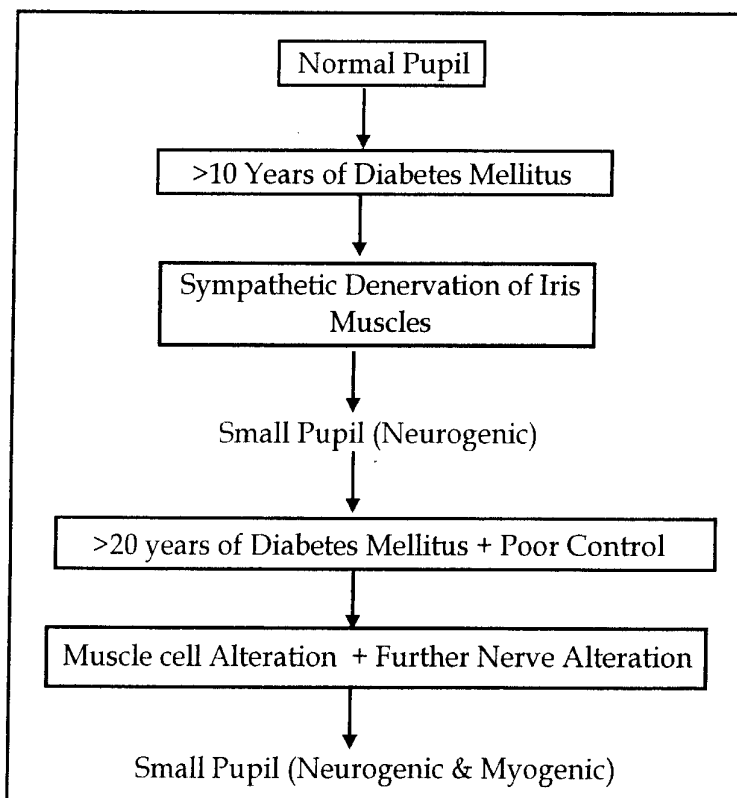 Normal Pupil
>10 Years of Diabetes Mellitus
Sympathetic Denervation of Iris
Muscles
Small Pupil (Neurogenic)
>20 years of Diabetes Mellitus + Poor Control
Muscle cell Alteration + Further Nerve Alteration
Small Pupil (Neurogenic & Myogenic)